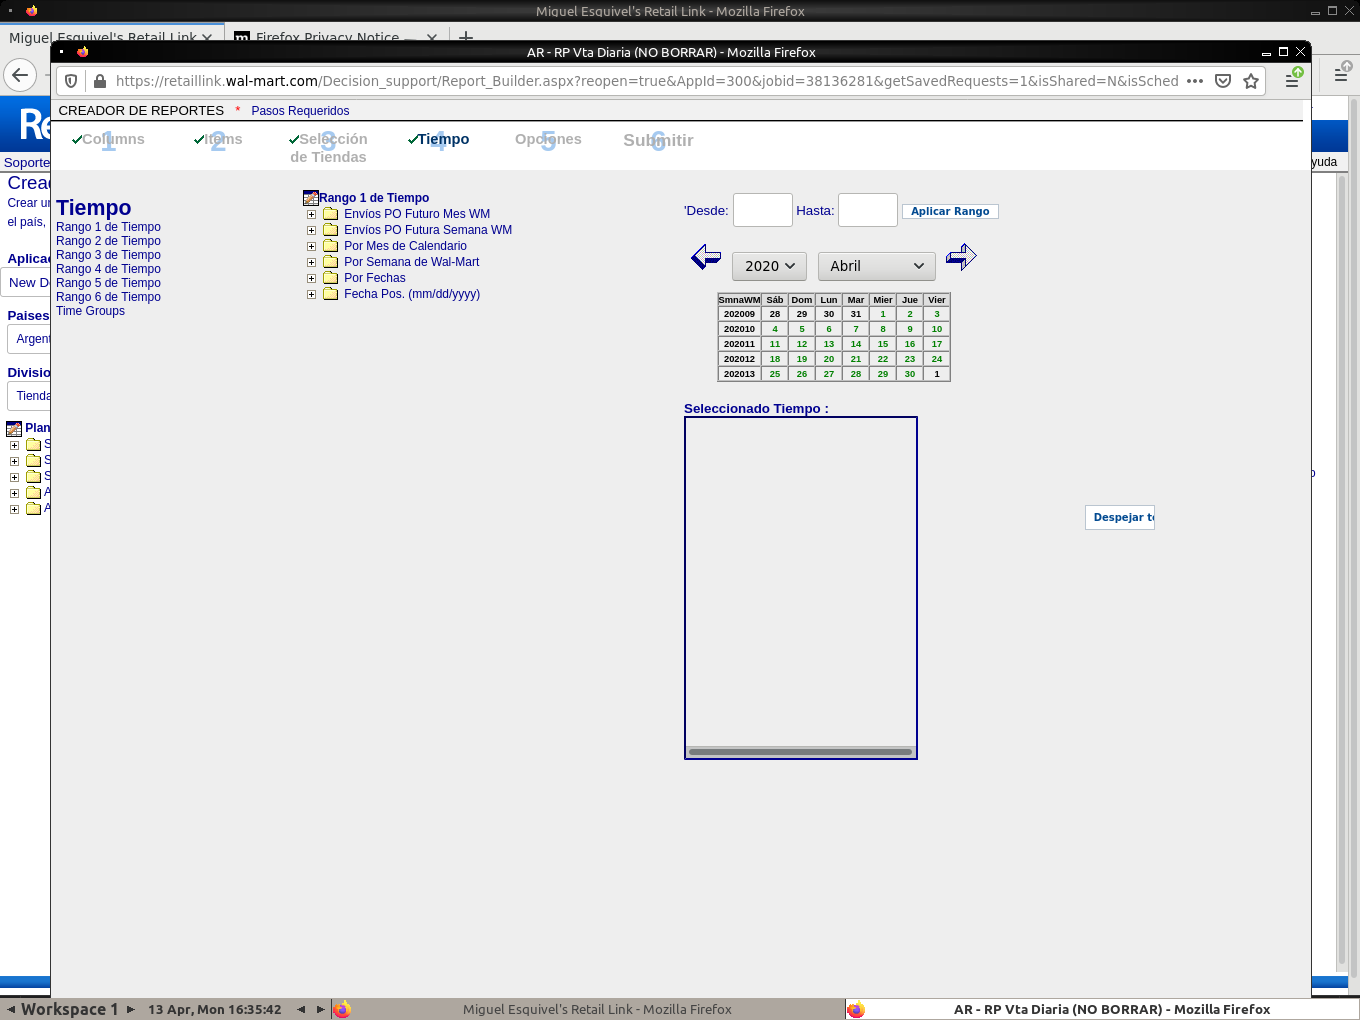 Miguel Esquivel's Retail Link - Mozilla Firefox
Miguel Esquivel's Retail Link
Firefox Privacy Notice —
AR - RP Vta Diaria (NO BORRAR) - Mozilla Firefox
https://retaillink.wal-mart.com/Decision_support/Report_Builder.aspx?reopen=true&AppId=300&jobid=38136281&getSavedRequests=1&isShared=N&isSched
CREADOR DE REPORTES * Pasos Requeridos
1 Columns
2 Items
3 Selección de Tiendas
4 Tiempo
5 Opciones
6 Submitir
Soporte
yuda
Crear un
el país,
Aplicac
New De
Paises
Argent
Divisio
Tienda
Plan
S
S
S
A
A
Tiempo
Rango 1 de Tiempo
Rango 2 de Tiempo
Rango 3 de Tiempo
Rango 4 de Tiempo
Rango 5 de Tiempo
Rango 6 de Tiempo
Time Groups
Rango 1 de Tiempo
Envíos PO Futuro Mes WM
Envíos PO Futura Semana WM
Por Mes de Calendario
Por Semana de Wal-Mart
Por Fechas
Fecha Pos. (mm/dd/yyyy)
'Desde: Hasta: Aplicar Rango
2020 Abril
SmnaWM Sáb Dom Lun Mar Mier Jue Vier
202009 28 29 30 31 1 2 3
202010 4 5 6 7 8 9 10
202011 11 12 13 14 15 16 17
202012 18 19 20 21 22 23 24
202013 25 26 27 28 29 30 1
Seleccionado Tiempo :
Despejar to
Workspace 1 13 Apr, Mon 16:35:42 Miguel Esquivel's Retail Link - Mozilla Firefox AR - RP Vta Diaria (NO BORRAR) - Mozilla Firefox